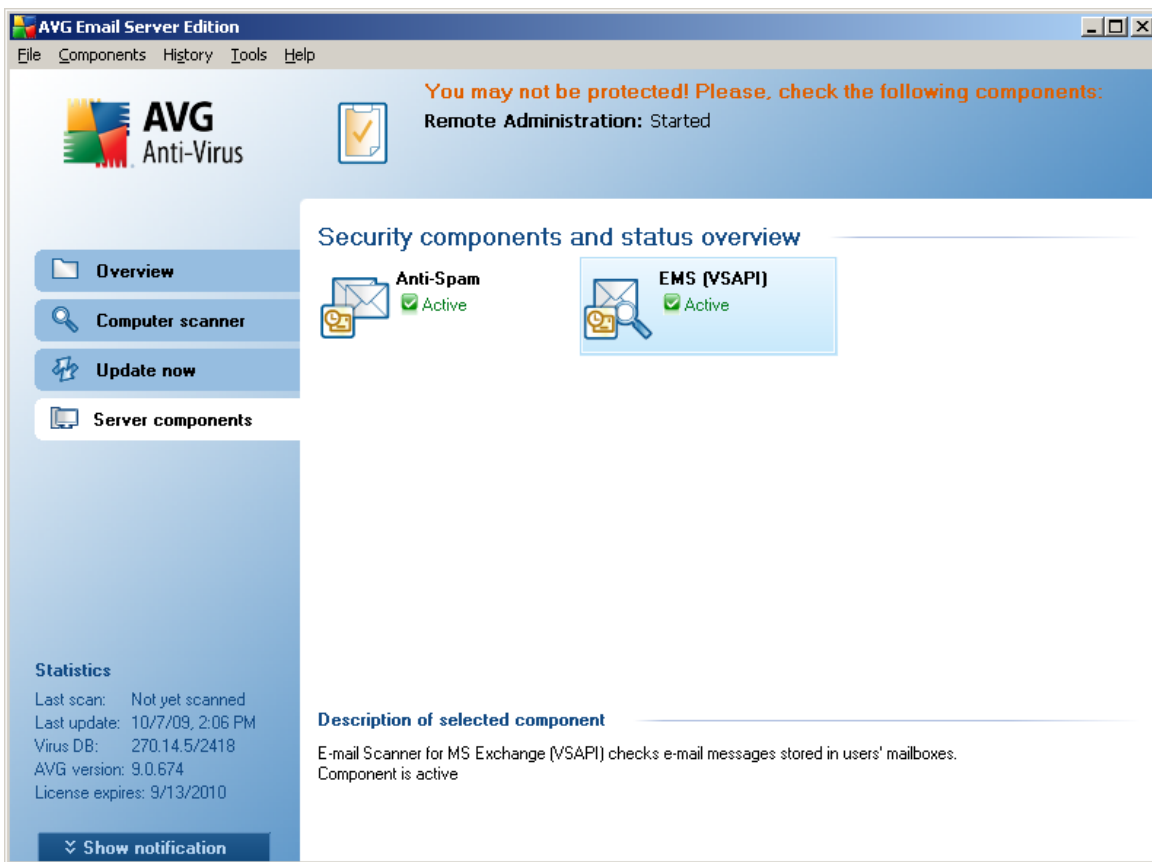 AVG Email Server Edition
File Components History Tools Help
You may not be protected! Please, check the following components:
Remote Administration: Started
AVG
Anti-Virus
Security components and status overview
Anti-Spam
Active
EMS (VSAPI)
Active
Overview
Computer scanner
Update now
Server components
Statistics
Last scan: Not yet scanned
Last update: 10/7/09, 2:06 PM
Virus DB: 270.14.5/2418
AVG version: 9.0.674
License expires: 9/13/2010
Show notification
Description of selected component
E-mail Scanner for MS Exchange (VSAPI) checks e-mail messages stored in users' mailboxes.
Component is active